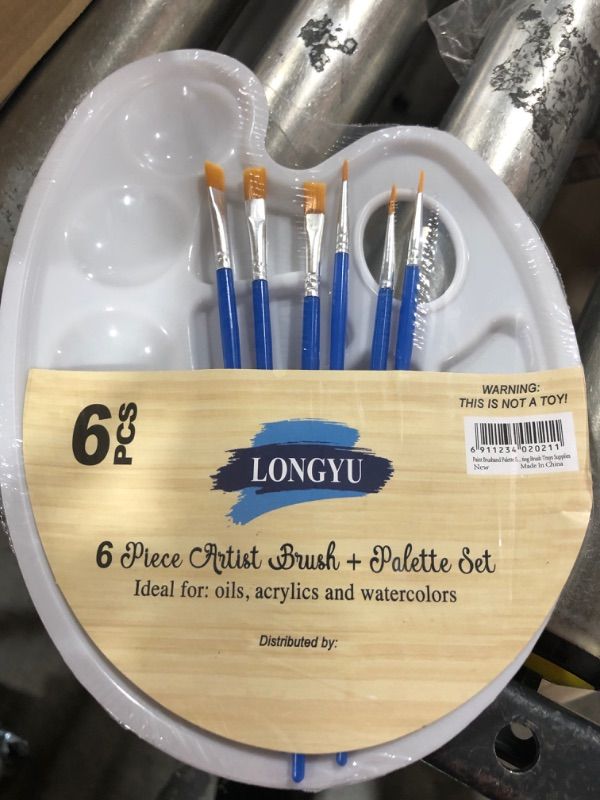 6 PCS
WARNING:
THIS IS NOT A TOY!
6 911234 020211
New
Made In China
LONGYU
6 Piece Artist Brush + Palette Set
Ideal for: oils, acrylics and watercolors
Distributed by: